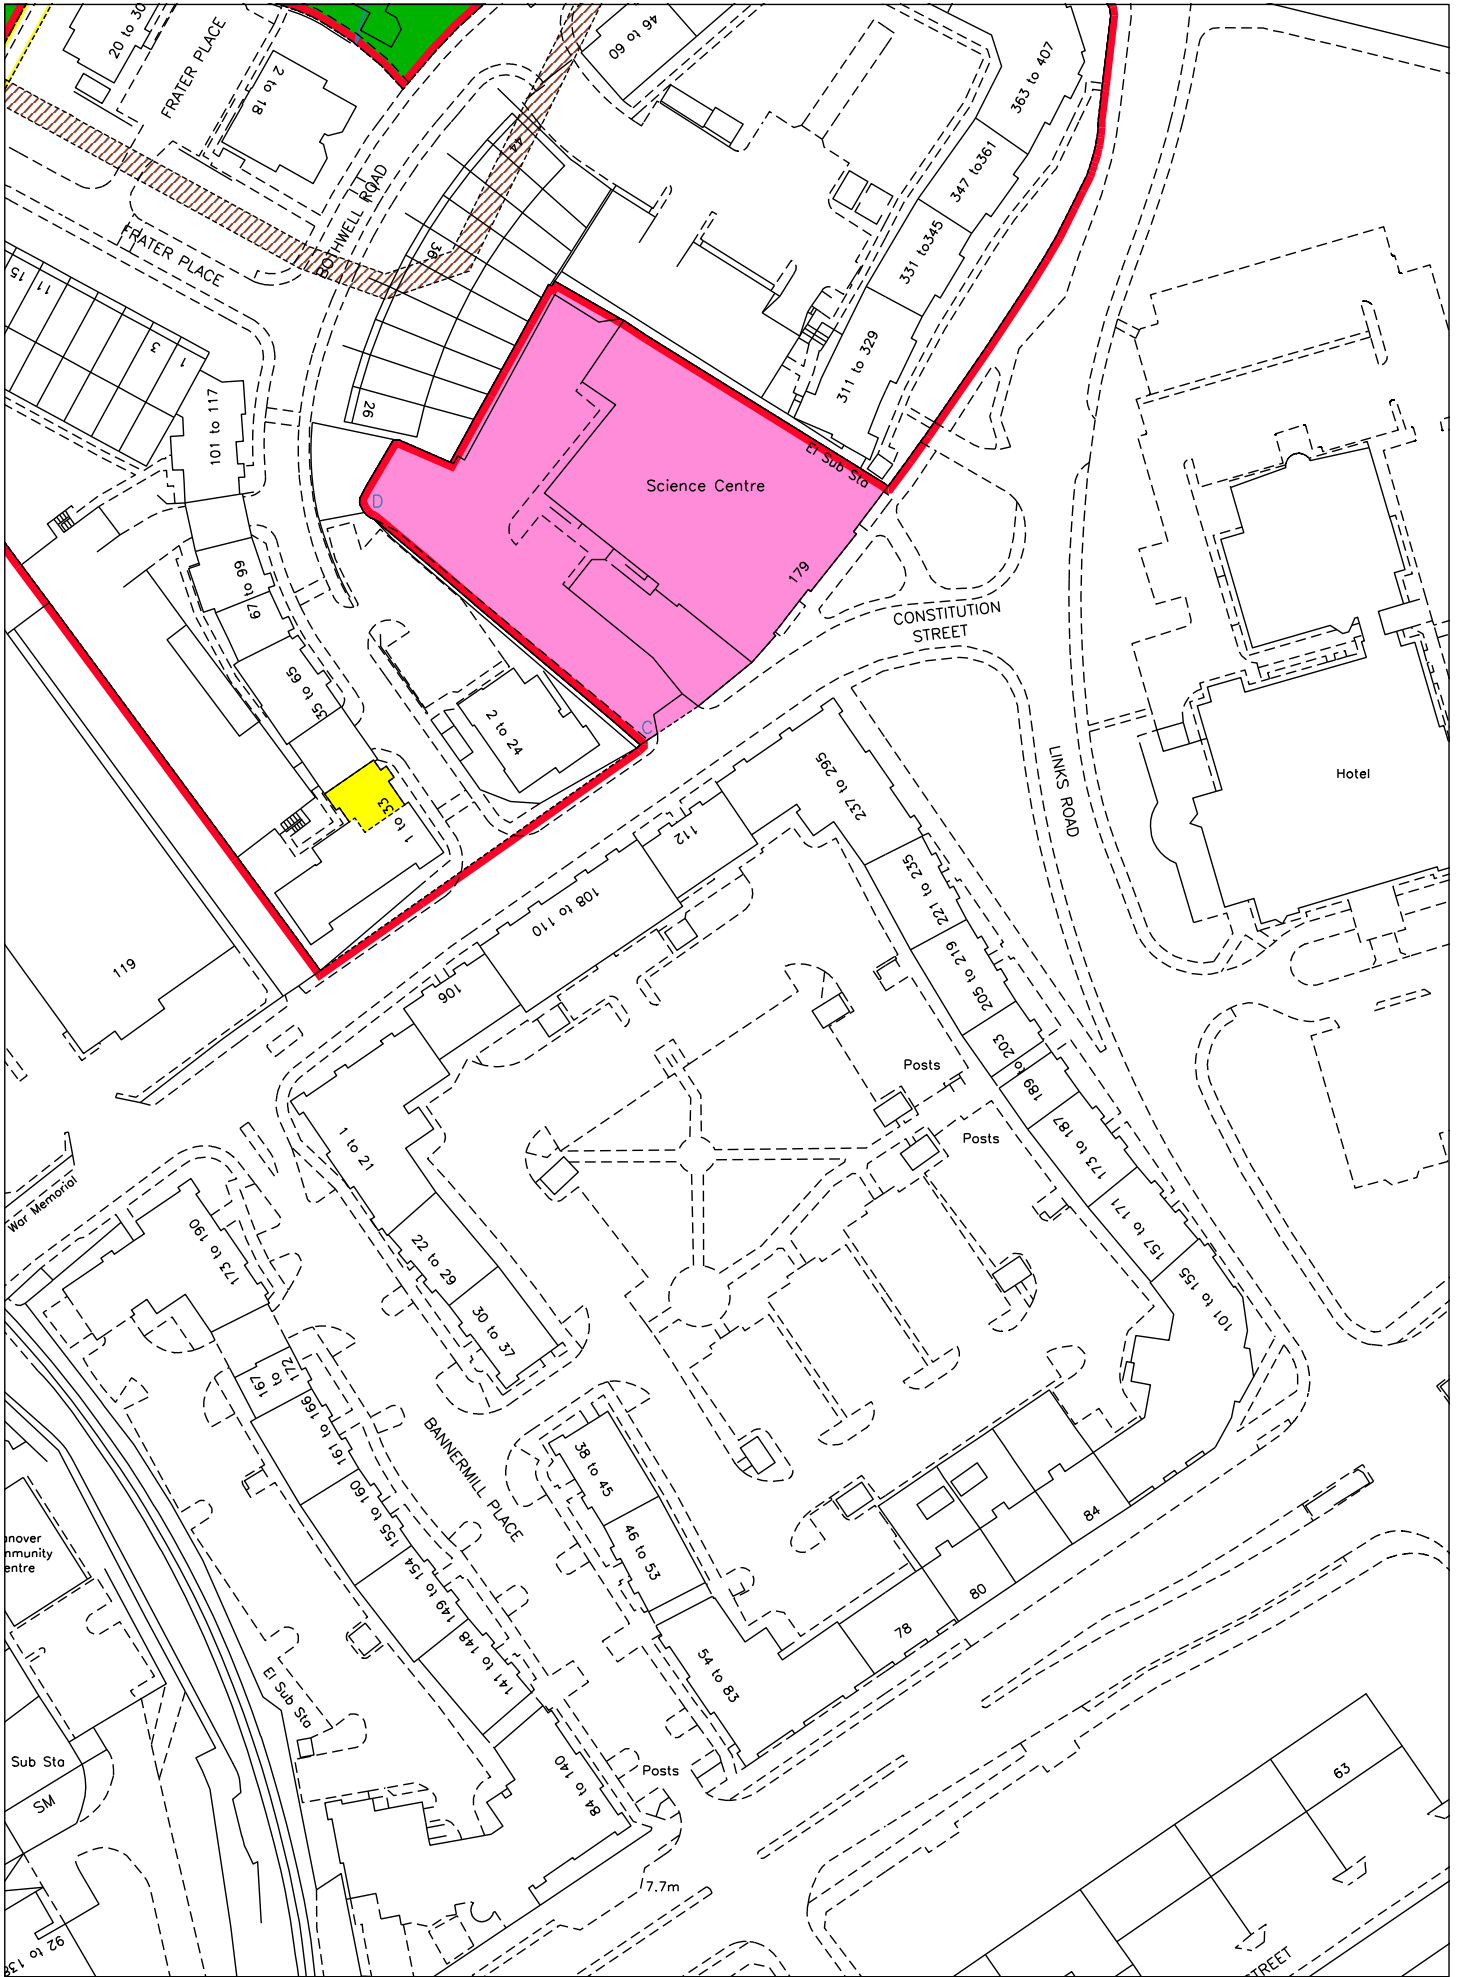 20 to 30
FRATER PLACE
2 to 18
46 to 60
363 to 407
44
347 to361
BOTHWELL ROAD
36
331 to345
FRATER PLACE
15
11
3
1
311 to 329
26
101 to 117
El Sub Sta
Science Centre
D
179
67 to 99
CONSTITUTION
STREET
35 to 65
2 to 24
C
LINKS ROAD
Hotel
237 to 295
1 to 33
112
221 to 235
108 to 110
119
106
205 to 219
203
to
189
Posts
Posts
1 to 21
173 to 187
War Memorial
173 to 190
157 to 171
22 to 29
101 to 155
30 to 37
172
to
167
161 to 166
BANNERMILL PLACE
38 to 45
155 to 160
84
nnover
mmunity
entre
46 to 53
149 to 154
80
78
141 to 148
54 to 83
El Sub Sta
Sub Sta
Posts
63
84 to 140
SM
7.7m
92 to 138
STREET